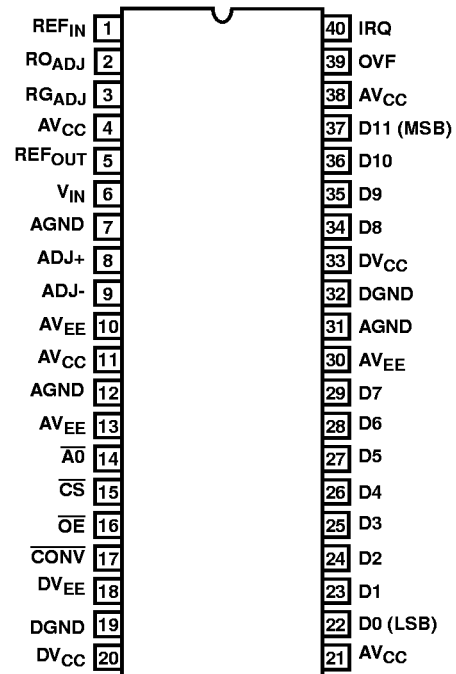 REFIN 1 40 IRQ
ROADJ 2 39 OVF
RGADJ 3 38 AVCC
AVCC 4 37 D11 (MSB)
REFOUT 5 36 D10
VIN 6 35 D9
AGND 7 34 D8
ADJ+ 8 33 DVCC
ADJ- 9 32 DGND
AVEE 10 31 AGND
AVCC 11 30 AVEE
AGND 12 29 D7
AVEE 13 28 D6
A0 14 27 D5
CS 15 26 D4
OE 16 25 D3
CONV 17 24 D2
DVEE 18 23 D1
DGND 19 22 D0 (LSB)
DVCC 20 21 AVCC